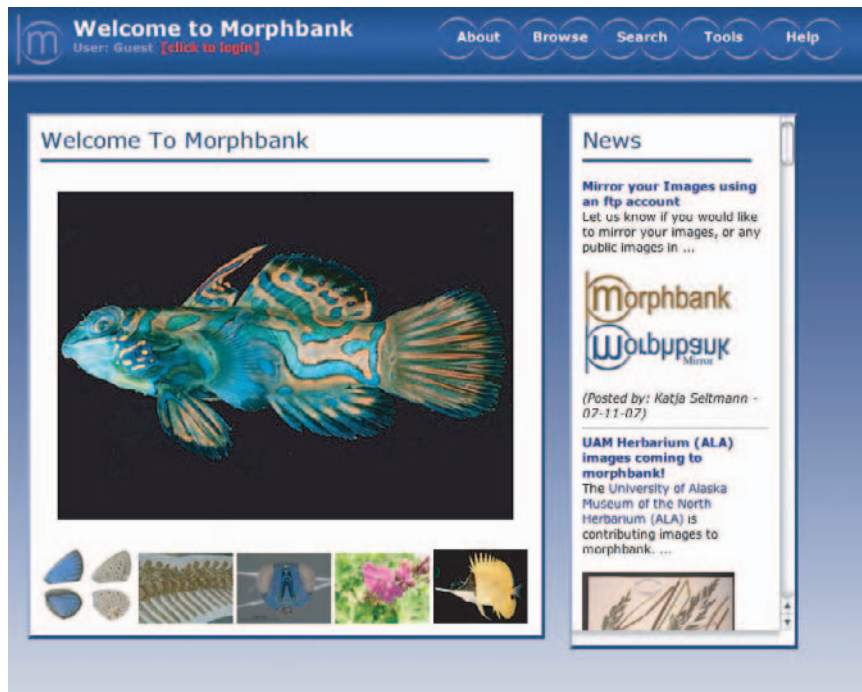 Welcome to Morphbank
User: Guest [click to login]
About Browse Search Tools Help
Welcome To Morphbank
News
Mirror your Images using
an ftp account
Let us know if you would like
to mirror your images, or any
public images in ...
morphbank
morphbank
Mirror
(Posted by: Katja Seltmann -
07-11-07)
UAM Herbarium (ALA)
images coming to
morphbank!
The University of Alaska
Museum of the North
Herbarium (ALA) is
contributing images to
morphbank. ...